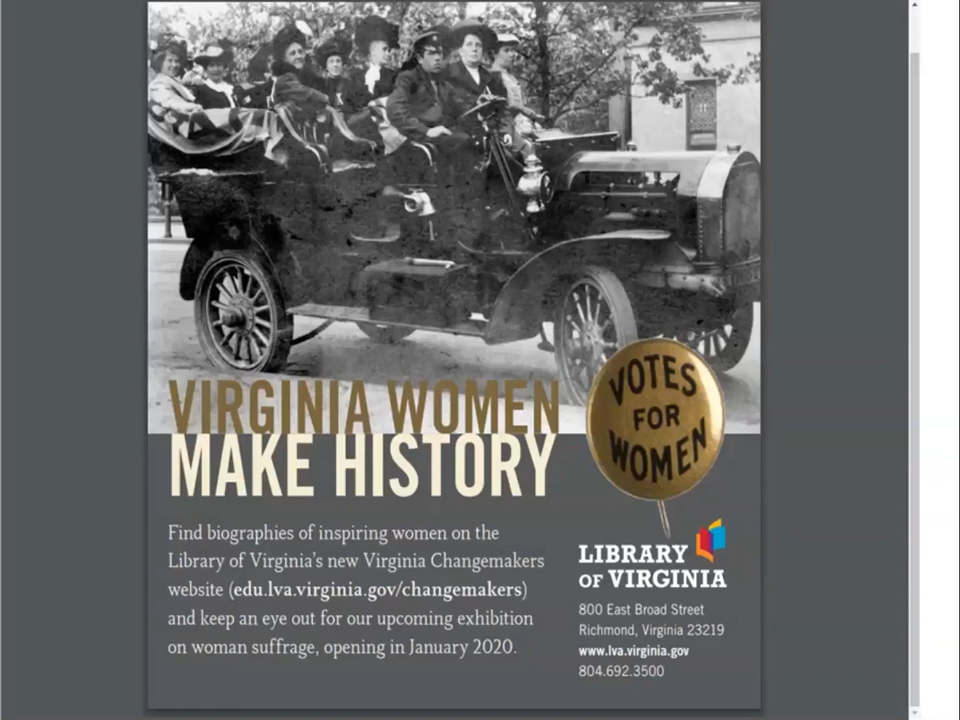 VIRGINIA WOMEN
MAKE HISTORY
VOTES
FOR
WOMEN
Find biographies of inspiring women on the
Library of Virginia's new Virginia Changemakers
website (edu.lva.virginia.gov/changemakers)
and keep an eye out for our upcoming exhibition
on woman suffrage, opening in January 2020.
LIBRARY
OF VIRGINIA
800 East Broad Street
Richmond, Virginia 23219
www.lva.virginia.gov
804.692.3500